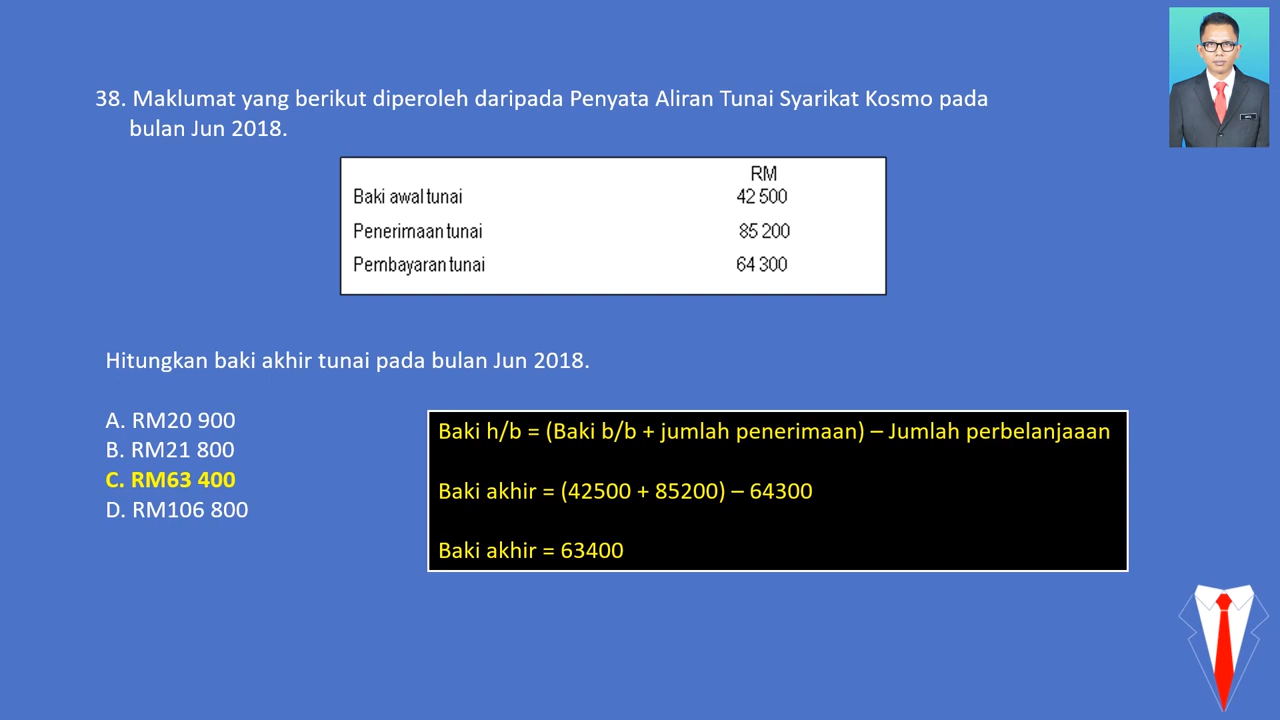 38. Maklumat yang berikut diperoleh daripada Penyata Aliran Tunai Syarikat Kosmo pada
bulan Jun 2018.
RM
Baki awal tunai 42 500
Penerimaan tunai 85 200
Pembayaran tunai 64 300
Hitungkan baki akhir tunai pada bulan Jun 2018.
A. RM20 900
B. RM21 800
C. RM63 400
D. RM106 800
Baki h/b = (Baki b/b + jumlah penerimaan) – Jumlah perbelanjaaan
Baki akhir = (42500 + 85200) – 64300
Baki akhir = 63400